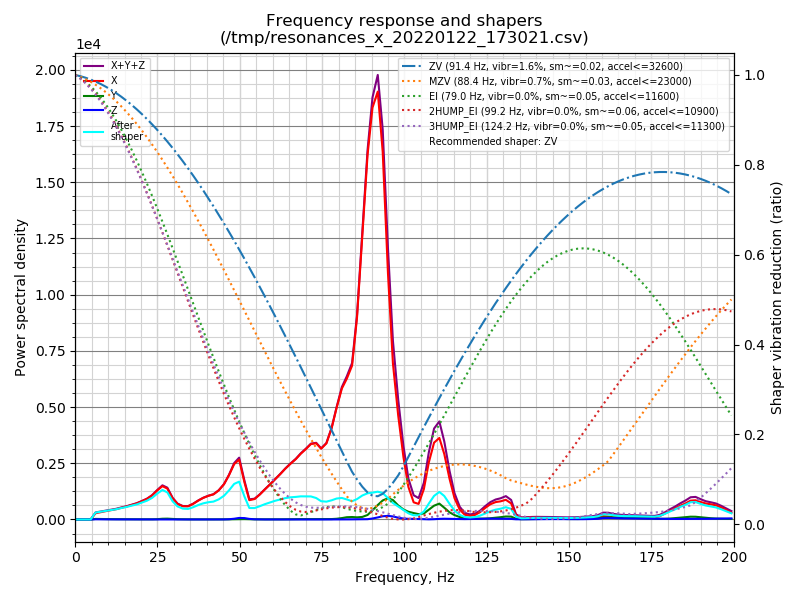 Frequency response and shapers
(/tmp/resonances_x_20220122_173021.csv)
1e4
X+Y+Z
X
Y
Z
After
shaper
ZV (91.4 Hz, vibr=1.6%, sm~=0.02, accel<=32600)
MZV (88.4 Hz, vibr=0.7%, sm~=0.03, accel<=23000)
EI (79.0 Hz, vibr=0.0%, sm~=0.05, accel<=11600)
2HUMP_EI (99.2 Hz, vibr=0.0%, sm~=0.06, accel<=10900)
3HUMP_EI (124.2 Hz, vibr=0.0%, sm~=0.05, accel<=11300)
Recommended shaper: ZV
Power spectral density
2.00
1.75
1.50
1.25
1.00
0.75
0.50
0.25
0.00
1.0
0.8
0.6
0.4
0.2
0.0
Shaper vibration reduction (ratio)
0 25 50 75 100 125 150 175 200
Frequency, Hz